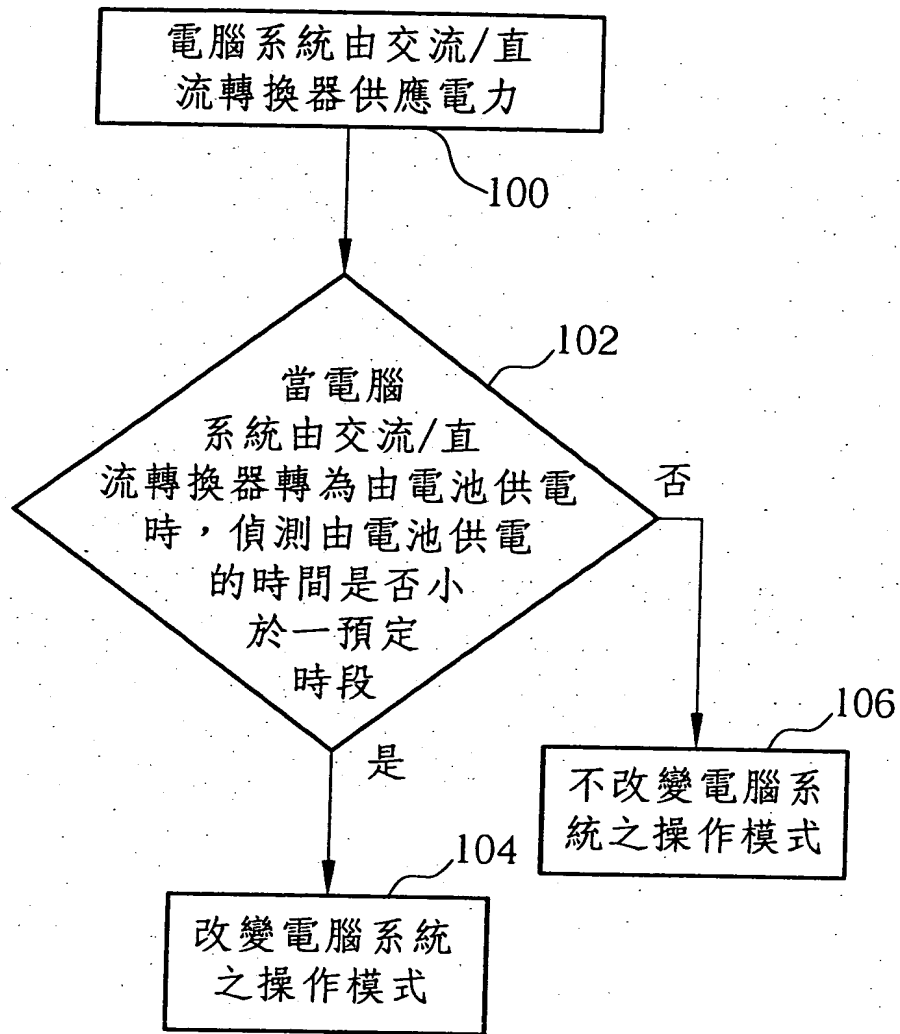 電腦系統由交流/直
流轉換器供應電力
100
102
當電腦
系統由交流/直
流轉換器轉為由電池供電
時，偵測由電池供電
的時間是否小
於一預定
時段
否
是
106
不改變電腦系
統之操作模式
104
改變電腦系統
之操作模式